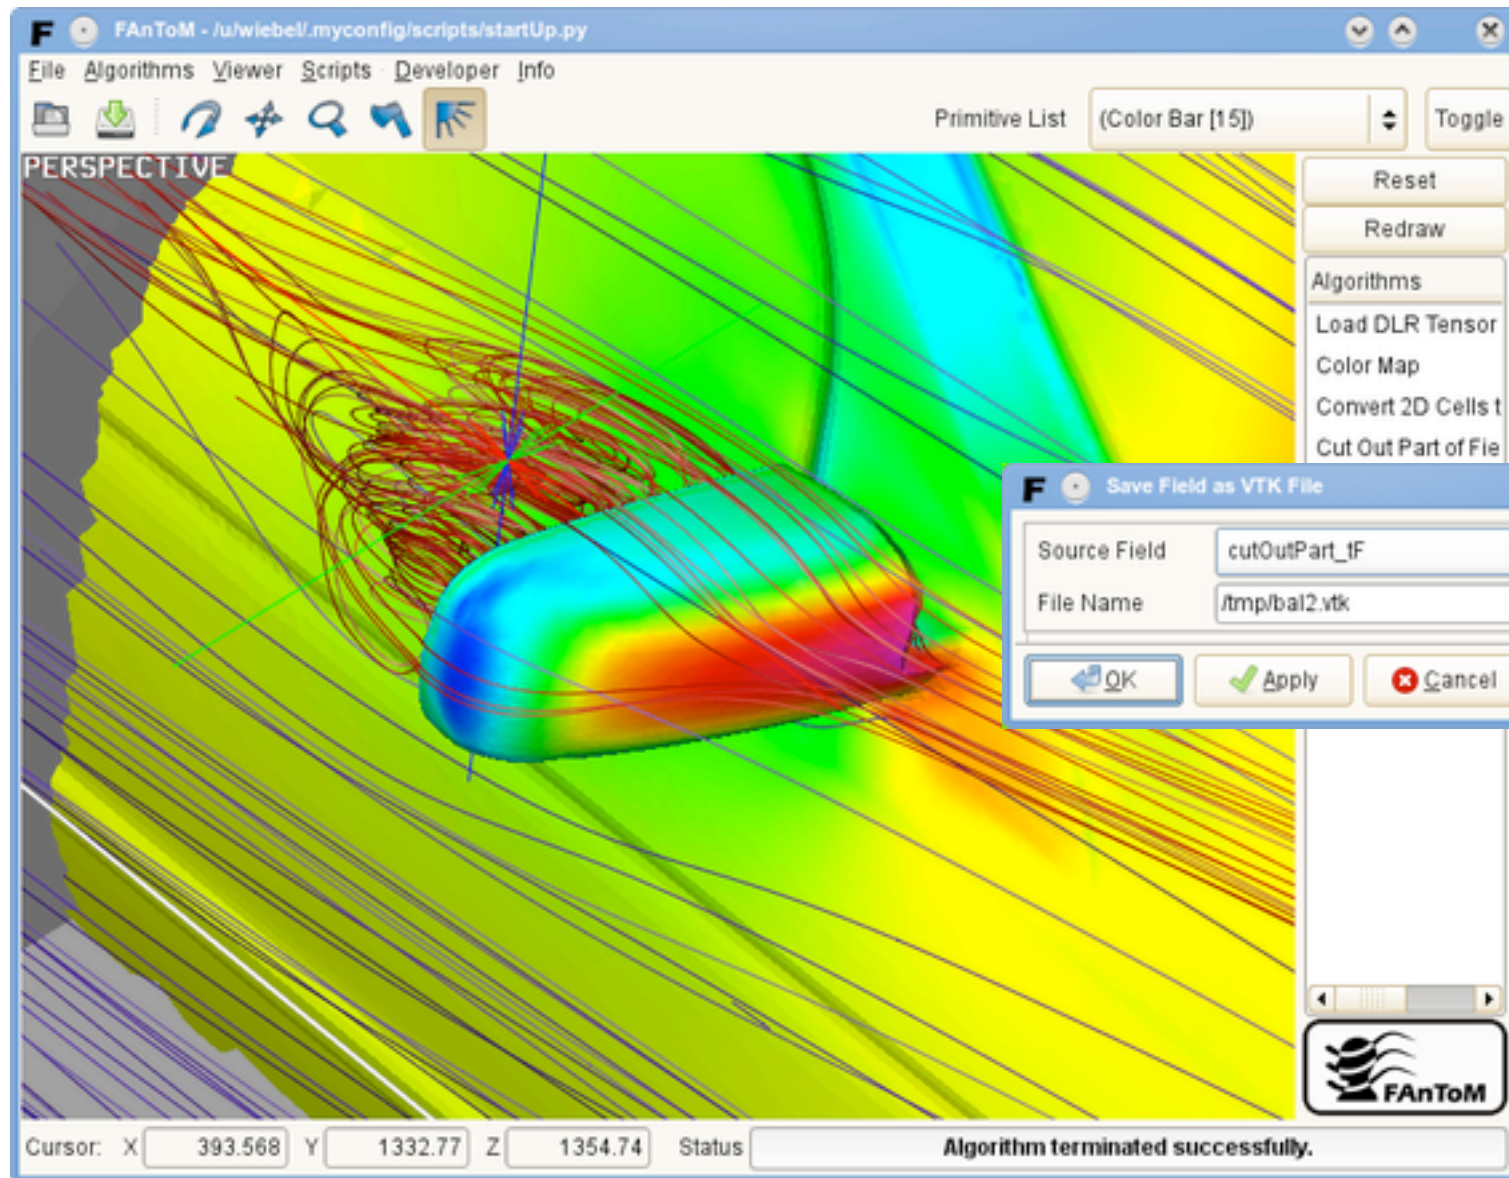 F FAnToM - /u/wiebel/.myconfig/scripts/startUp.py
File Algorithms Viewer Scripts Developer Info
Primitive List (Color Bar [15]) Toggle
PERSPECTIVE
Reset
Redraw
Algorithms
Load DLR Tensor
Color Map
Convert 2D Cells t
Cut Out Part of Fie
F Save Field as VTK File
Source Field cutOutPart_tF
File Name /tmp/bal2.vtk
OK Apply Cancel
FAnToM
Cursor: X 393.568 Y 1332.77 Z 1354.74 Status Algorithm terminated successfully.